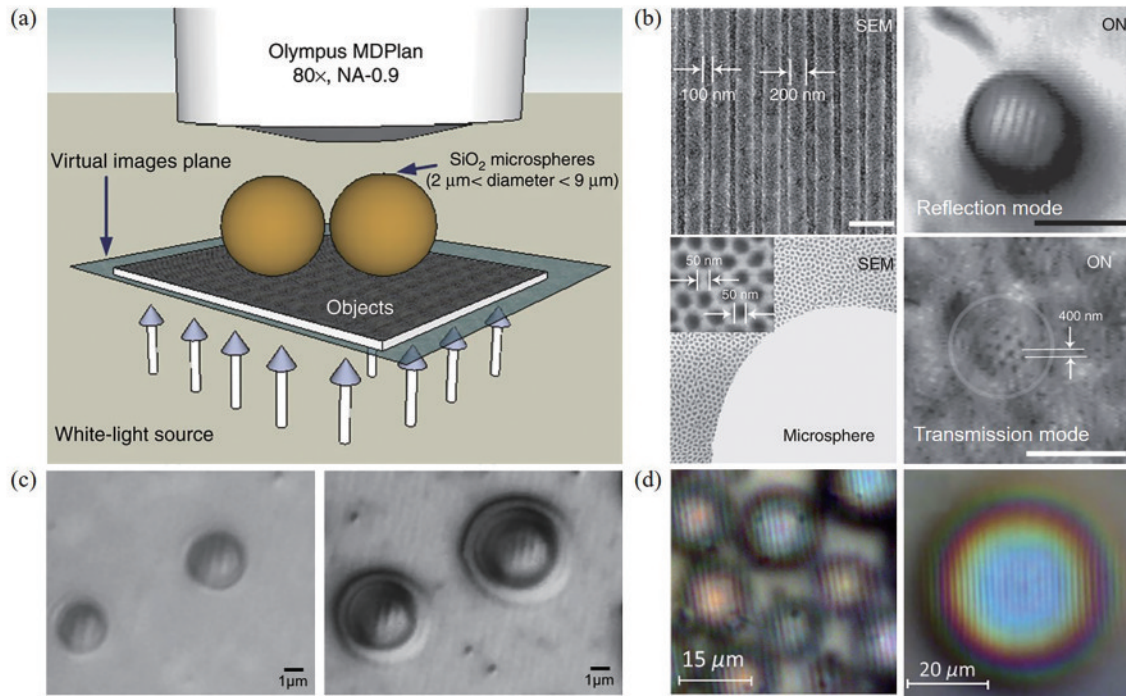 (a)
Olympus MDPlan
80×, NA-0.9
Virtual images plane
SiO₂ microspheres
(2 μm< diameter < 9 μm)
Objects
White-light source
(b)
SEM
100 nm
200 nm
ON
Reflection mode
SEM
50 nm
50 nm
Microsphere
ON
400 nm
Transmission mode
(c)
1μm
1μm
(d)
15 μm
20 μm